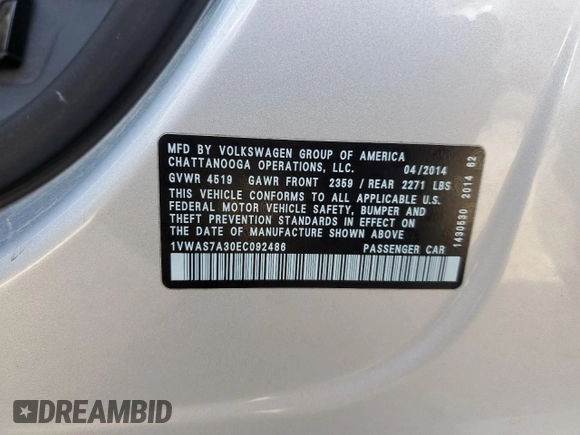 MFD BY VOLKSWAGEN GROUP OF AMERICA
CHATTANOOGA OPERATIONS, LLC. 04/2014
GVWR 4519 GAWR FRONT 2359 / REAR 2271 LBS
THIS VEHICLE CONFORMS TO ALL APPLICABLE U.S.
FEDERAL MOTOR VEHICLE SAFETY, BUMPER AND
THEFT PREVENTION STANDARDS IN EFFECT ON
THE DATE OF MANUFACTURE SHOWN ABOVE
1VWAS7A30EC092486 PASSENGER CAR
1430530 2014 62
DREAMBID